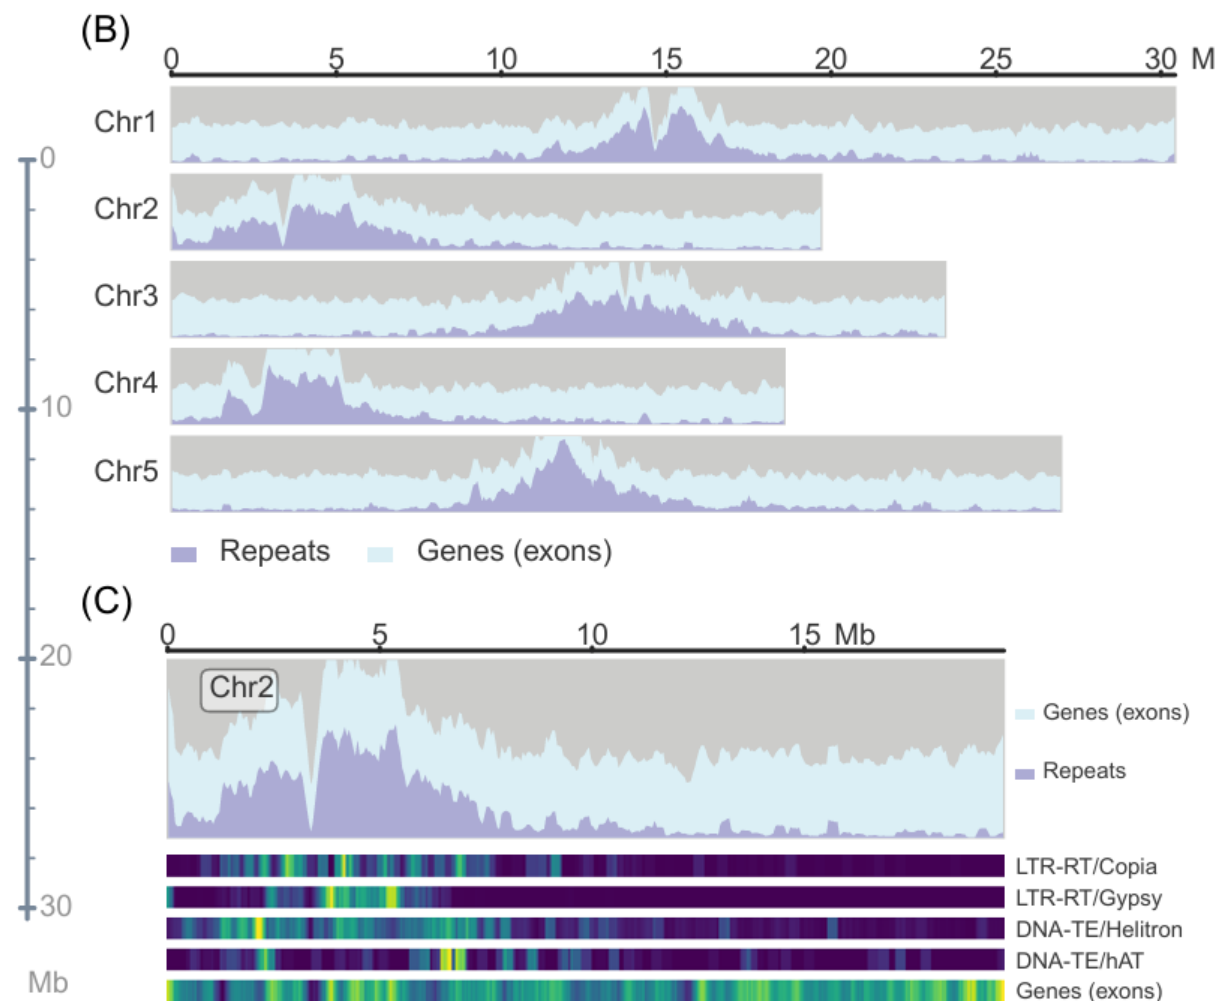 (B)
0 5 10 15 20 25 30 M
Chr1
0
Chr2
Chr3
Chr4
10
Chr5
Repeats Genes (exons)
(C)
0 5 10 15 Mb
20
Chr2
Genes (exons)
Repeats
LTR-RT/Copia
LTR-RT/Gypsy
30
DNA-TE/Helitron
DNA-TE/hAT
Mb
Genes (exons)